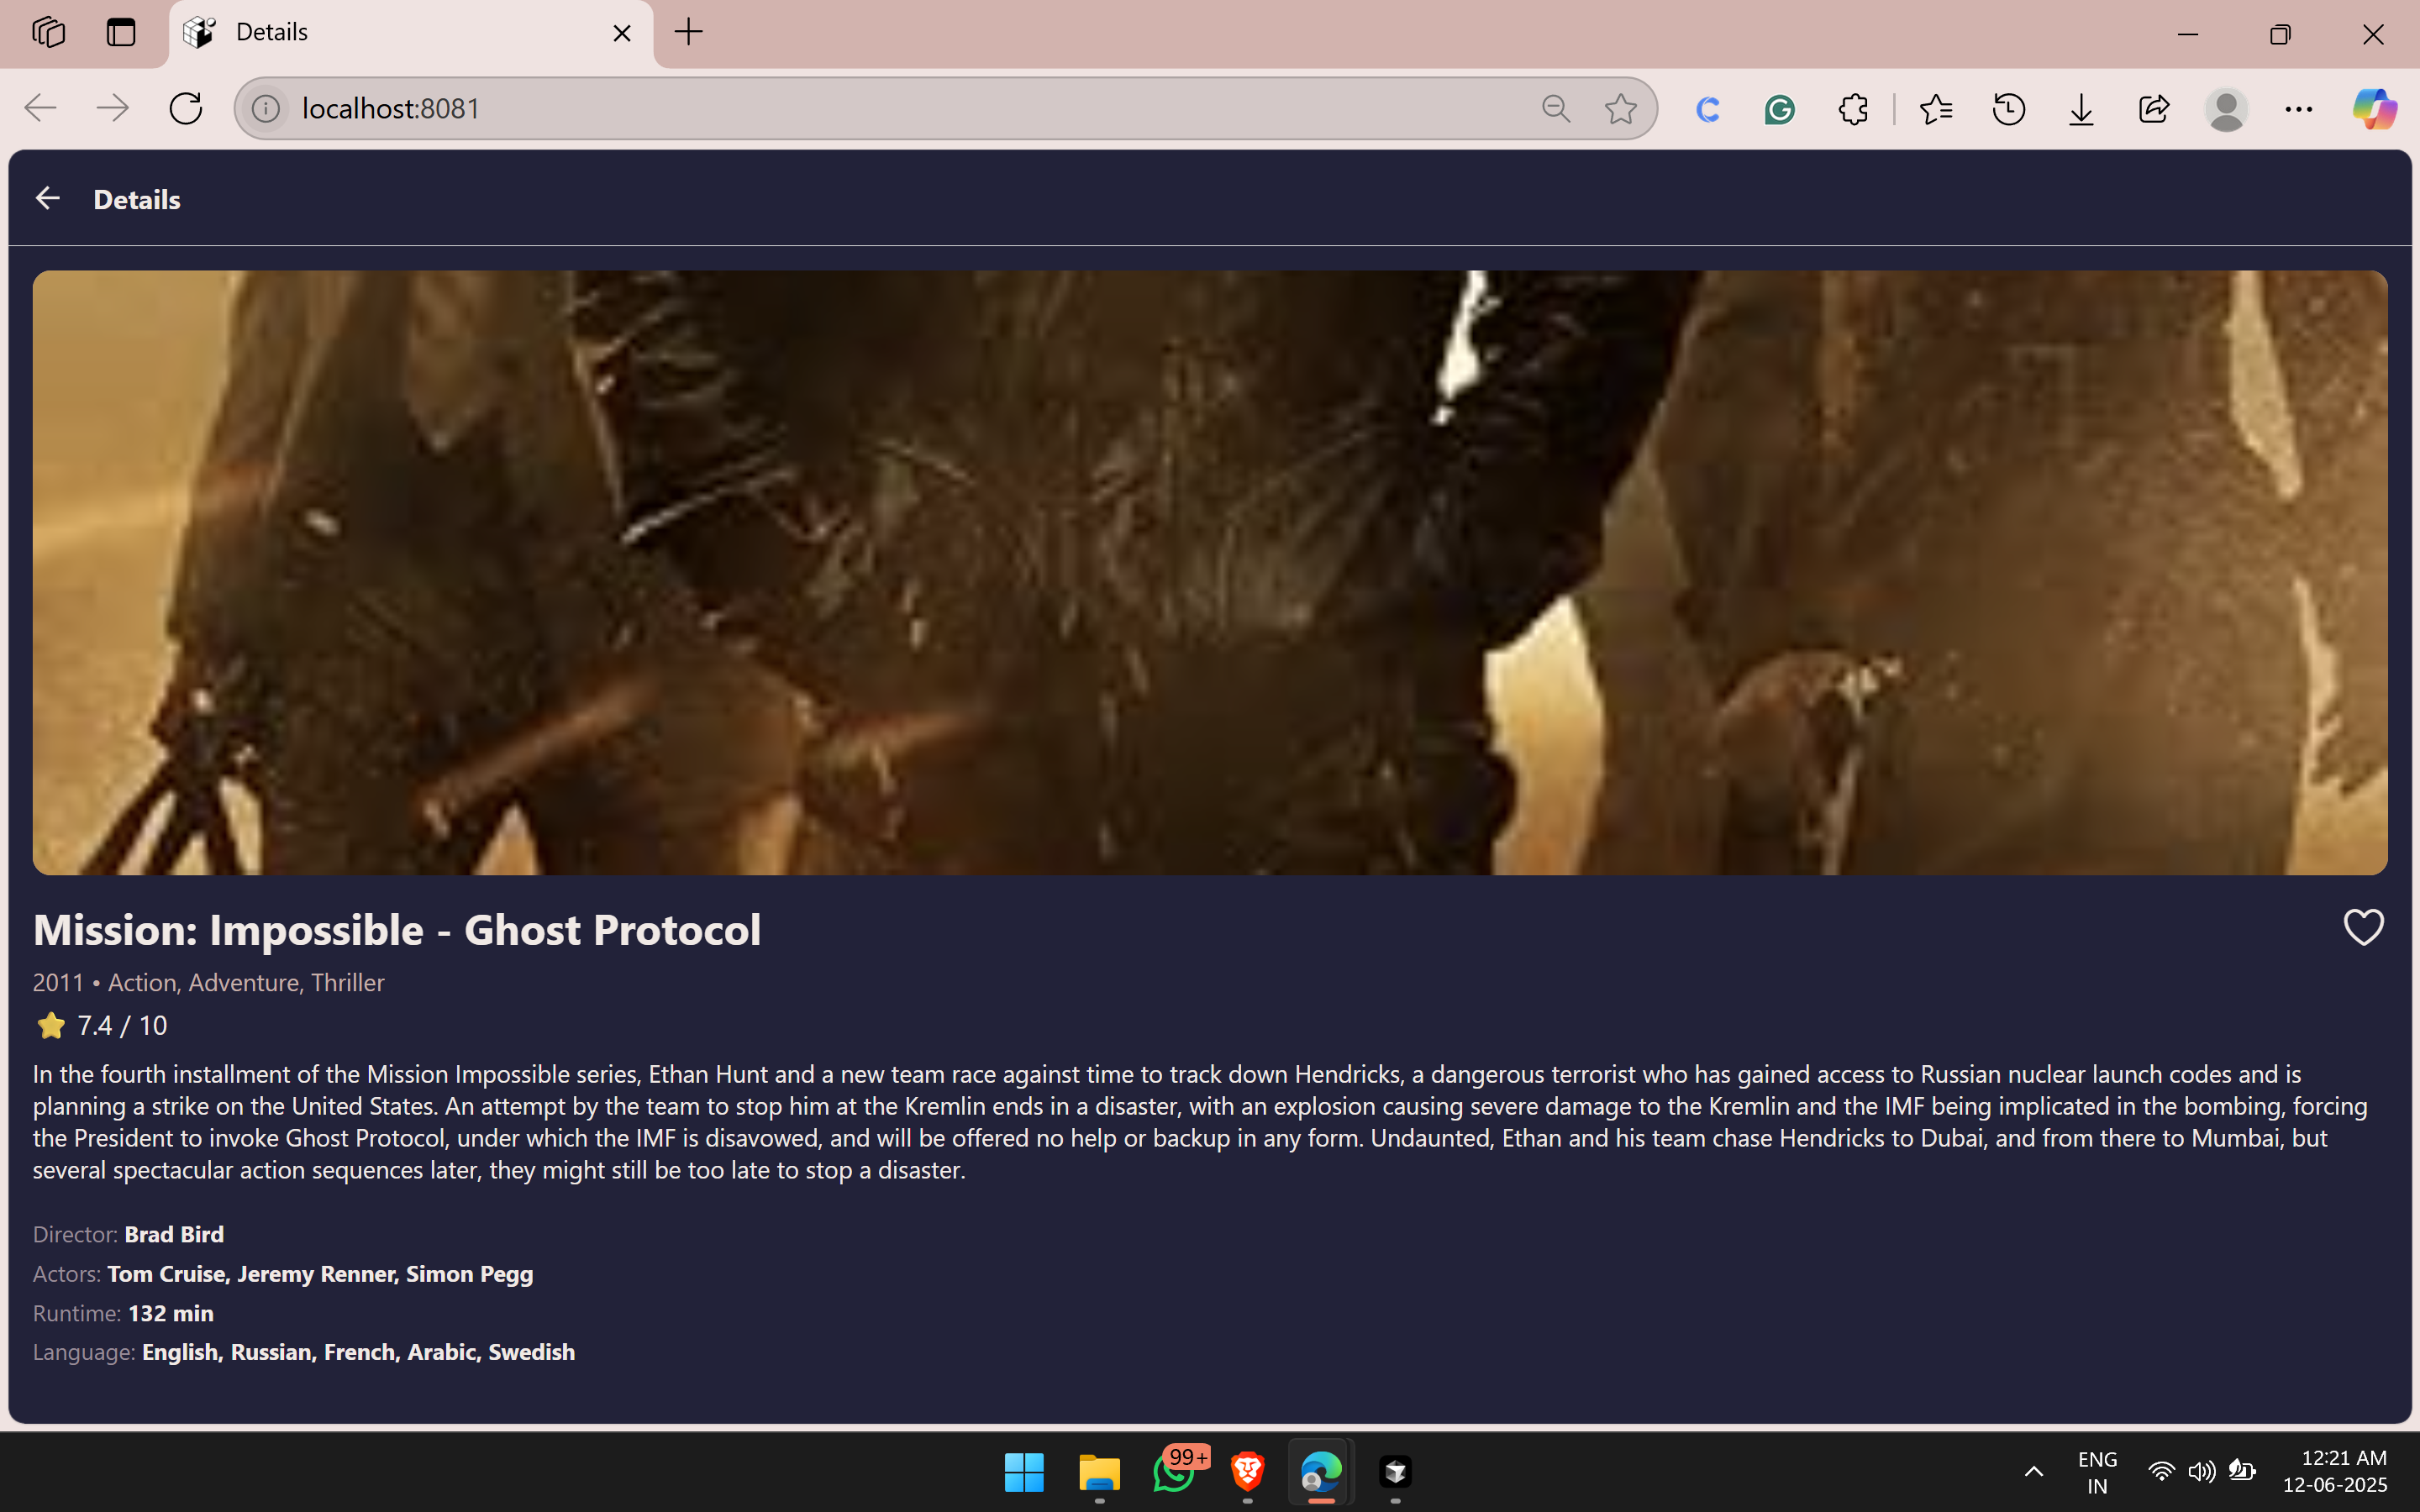 Details
localhost:8081
Details
Mission: Impossible - Ghost Protocol
2011 • Action, Adventure, Thriller
7.4 / 10
In the fourth installment of the Mission Impossible series, Ethan Hunt and a new team race against time to track down Hendricks, a dangerous terrorist who has gained access to Russian nuclear launch codes and is
planning a strike on the United States. An attempt by the team to stop him at the Kremlin ends in a disaster, with an explosion causing severe damage to the Kremlin and the IMF being implicated in the bombing, forcing
the President to invoke Ghost Protocol, under which the IMF is disavowed, and will be offered no help or backup in any form. Undaunted, Ethan and his team chase Hendricks to Dubai, and from there to Mumbai, but
several spectacular action sequences later, they might still be too late to stop a disaster.
Director: Brad Bird
Actors: Tom Cruise, Jeremy Renner, Simon Pegg
Runtime: 132 min
Language: English, Russian, French, Arabic, Swedish
99+
ENG
IN
12:21 AM
12-06-2025